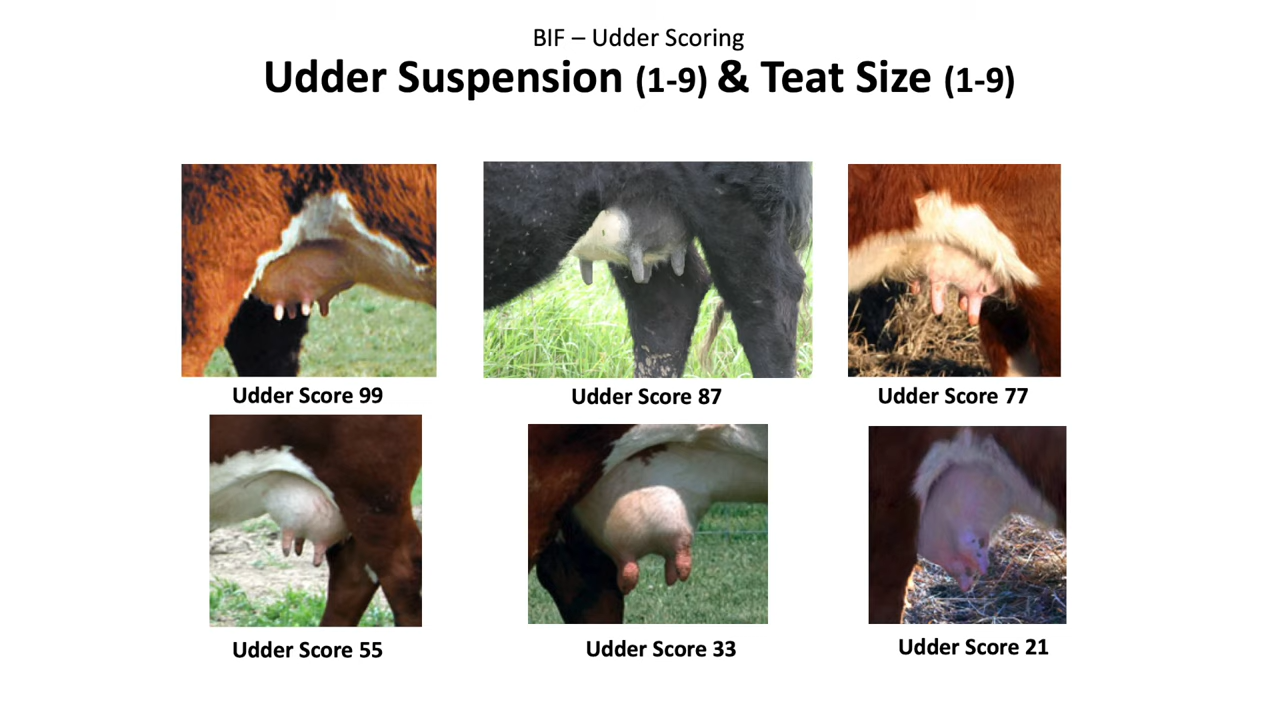 BIF – Udder Scoring
Udder Suspension (1-9) & Teat Size (1-9)
Udder Score 99
Udder Score 87
Udder Score 77
Udder Score 55
Udder Score 33
Udder Score 21